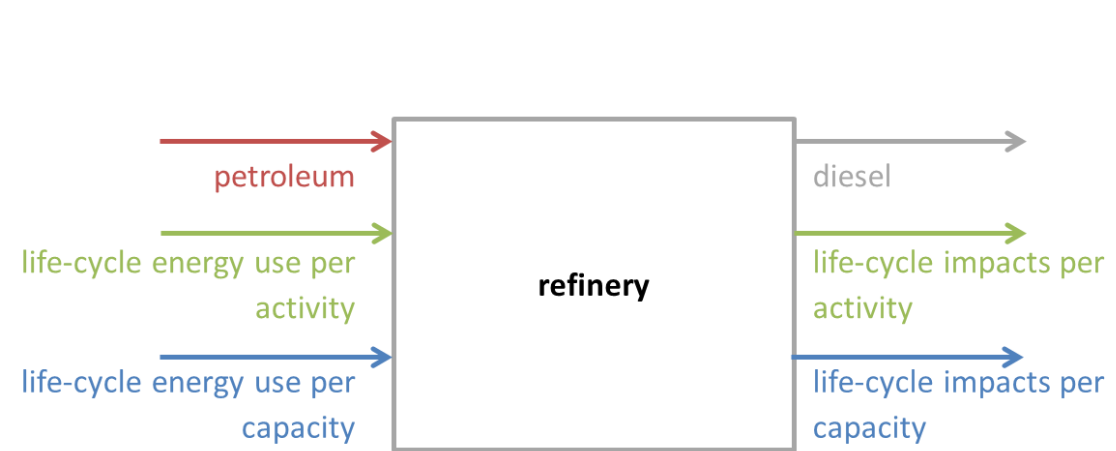 petroleum
diesel
life-cycle energy use per
activity
life-cycle impacts per
activity
refinery
life-cycle energy use per
capacity
life-cycle impacts per
capacity